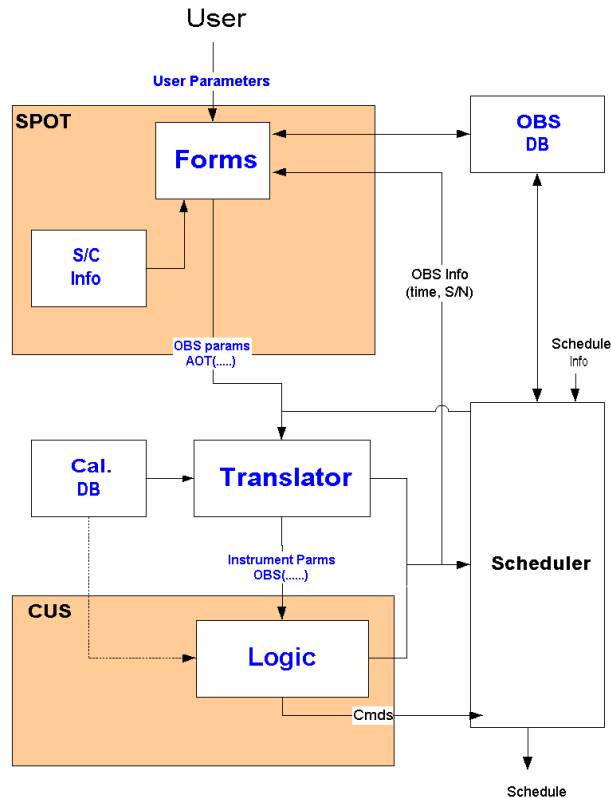 User
User Parameters
SPOT
Forms
OBS
DB
S/C
Info
OBS Info
(time, S/N)
OBS params
AOT(.....)
Schedule
Info
Cal.
DB
Translator
Instrument Parms
OBS(......)
Scheduler
CUS
Logic
Cmds
Schedule